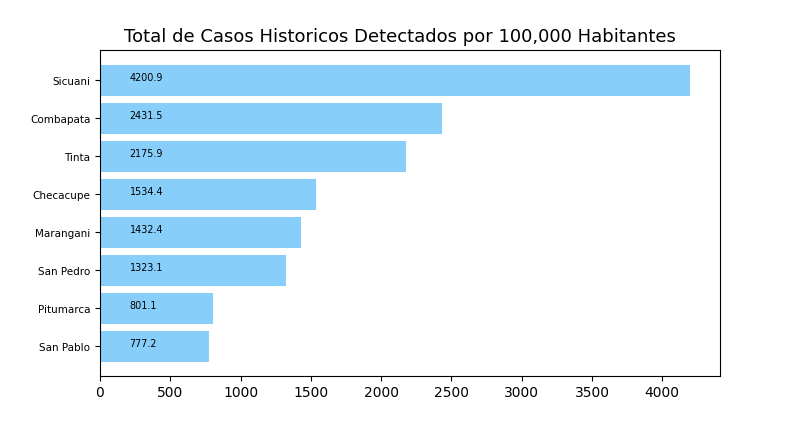 Total de Casos Historicos Detectados por 100,000 Habitantes
Sicuani 4200.9
Combapata 2431.5
Tinta 2175.9
Checacupe 1534.4
Marangani 1432.4
San Pedro 1323.1
Pitumarca 801.1
San Pablo 777.2
0 500 1000 1500 2000 2500 3000 3500 4000